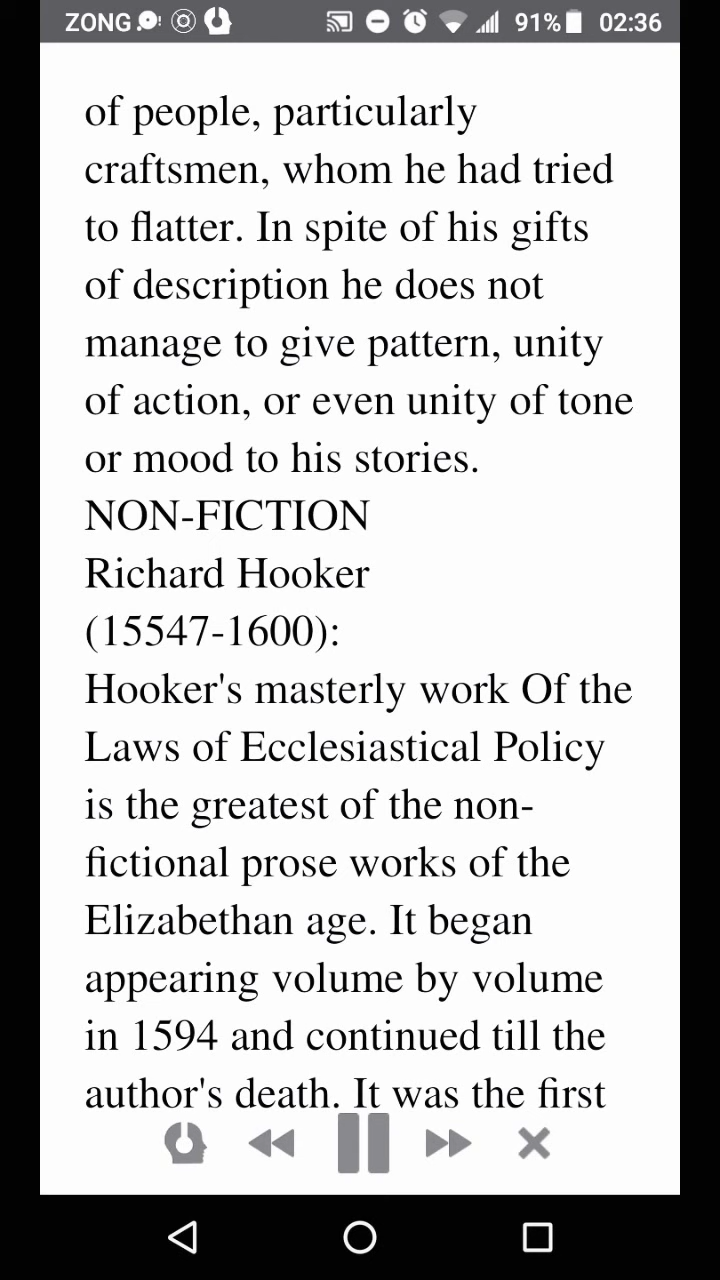 ZONG 91% 02:36
of people, particularly
craftsmen, whom he had tried
to flatter. In spite of his gifts
of description he does not
manage to give pattern, unity
of action, or even unity of tone
or mood to his stories.
NON-FICTION
Richard Hooker
(15547-1600):
Hooker's masterly work Of the
Laws of Ecclesiastical Policy
is the greatest of the non-
fictional prose works of the
Elizabethan age. It began
appearing volume by volume
in 1594 and continued till the
author's death. It was the first